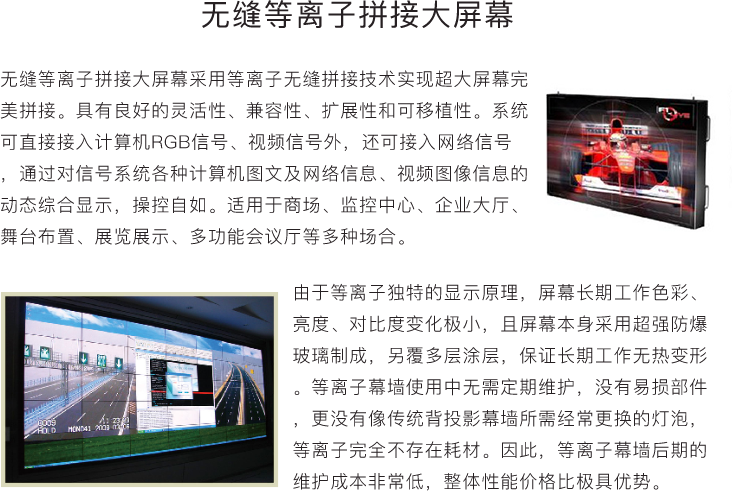 无缝等离子拼接大屏幕
无缝等离子拼接大屏幕采用等离子无缝拼接技术实现超大屏幕完
美拼接。具有良好的灵活性、兼容性、扩展性和可移植性。系统
可直接接入计算机RGB信号、视频信号外，还可接入网络信号
，通过对信号系统各种计算机图文及网络信息、视频图像信息的
动态综合显示，操控自如。适用于商场、监控中心、企业大厅、
舞台布置、展览展示、多功能会议厅等多种场合。
由于等离子独特的显示原理，屏幕长期工作色彩、
亮度、对比度变化极小，且屏幕本身采用超强防爆
玻璃制成，另覆多层涂层，保证长期工作无热变形
。等离子幕墙使用中无需定期维护，没有易损部件
，更没有像传统背投影幕墙所需经常更换的灯泡，
等离子完全不存在耗材。因此，等离子幕墙后期的
维护成本非常低，整体性能价格比极具优势。
0009
HOLD